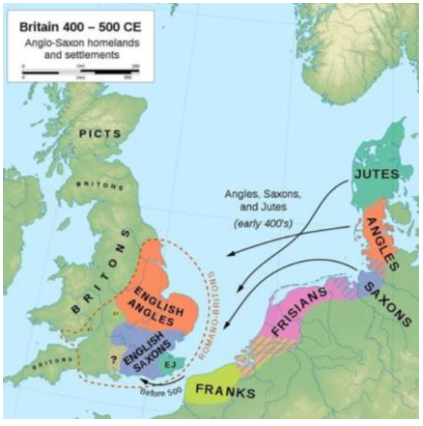 Britain 400 – 500 CE
Anglo-Saxon homelands
and settlements
PICTS
BRITONS
JUTES
Angles, Saxons,
and Jutes
(early 400's)
ANGLES
BRITONS
SAXONS
ENGLISH
ANGLES
ROMANO-BRITONS
FRISIANS
ENGLISH
SAXONS
?
EJ
BRITONS
Before 500
FRANKS